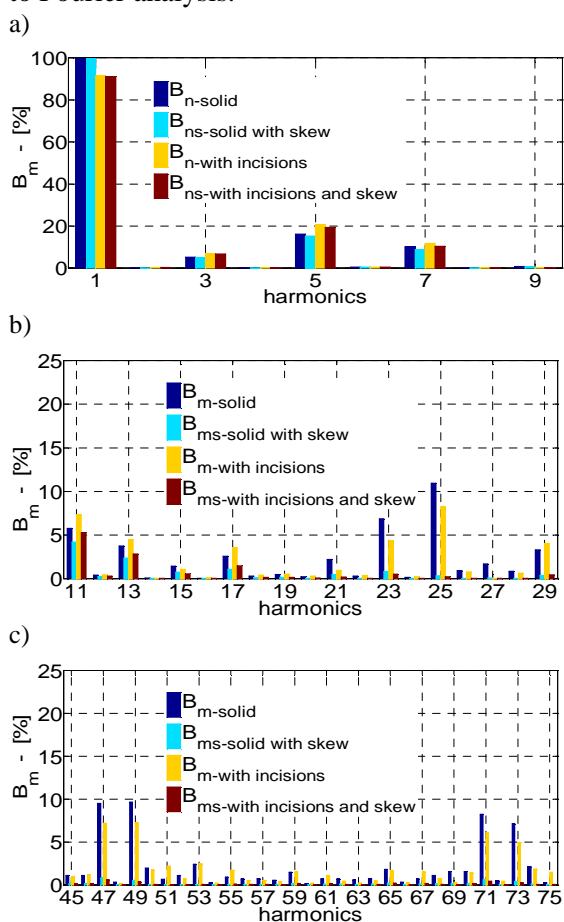 to Fourier analysis.
a)
100
80
60
40
20
0
B_m - [%]
B_n-solid
B_ns-solid with skew
B_n-with incisions
B_ns-with incisions and skew
1 3 5 7 9
harmonics
b)
25
20
15
10
5
0
B_m - [%]
B_m-solid
B_ms-solid with skew
B_m-with incisions
B_ms-with incisions and skew
11 13 15 17 19 21 23 25 27 29
harmonics
c)
25
20
15
10
5
0
B_m - [%]
B_m-solid
B_ms-solid with skew
B_m-with incisions
B_ms-with incisions and skew
45 47 49 51 53 55 57 59 61 63 65 67 69 71 73 75
harmonics